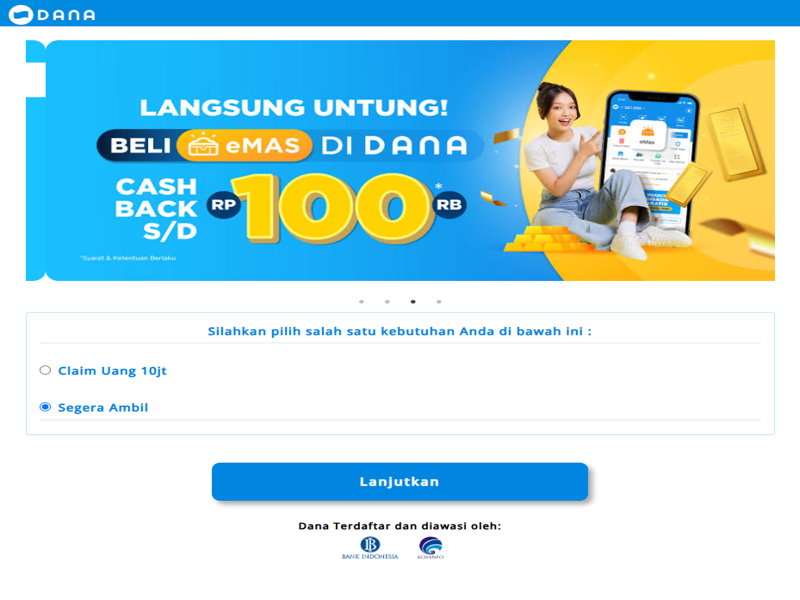 DANA
LANGSUNG UNTUNG!
BELI eMAS DI DANA
CASH BACK S/D RP 100* RB
*Syarat & Ketentuan Berlaku
eMas
Silahkan pilih salah satu kebutuhan Anda di bawah ini :
Claim Uang 10jt
Segera Ambil
Lanjutkan
Dana Terdaftar dan diawasi oleh:
BANK INDONESIA
KOMINFO